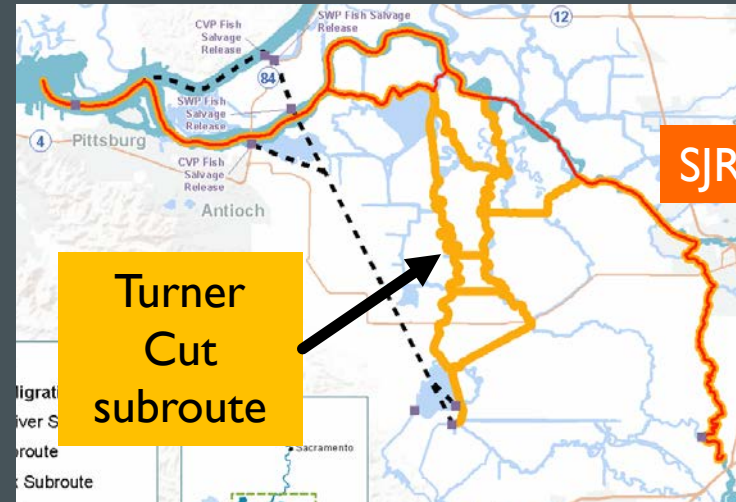 CVP Fish
Salvage
Release
SWP Fish Salvage
Release
12
84
SWP Fish
Salvage
Release
4
Pittsburg
CVP Fish
Salvage
Release
Antioch
SJR
Turner
Cut
subroute
Sacramento
Subroute